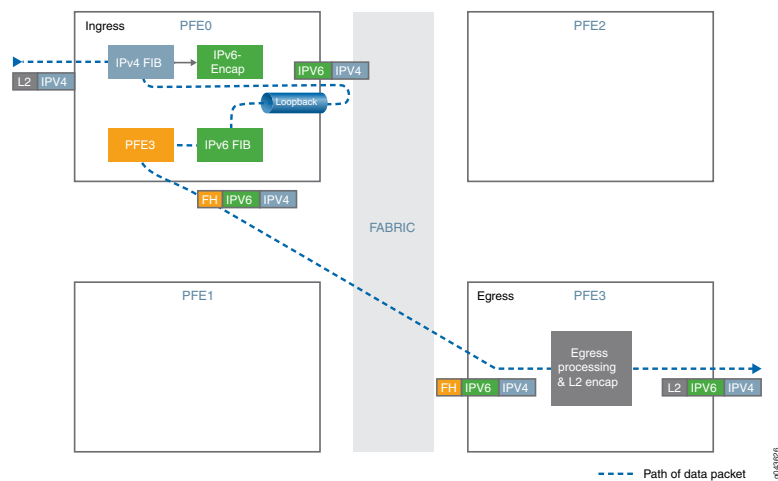 Ingress
PFE0
PFE2
IPv4 FIB
IPv6-
Encap
L2 IPV4
IPV6 IPV4
Loopback
PFE3
IPv6 FIB
FH IPV6 IPV4
FABRIC
PFE1
Egress
PFE3
Egress
processing
& L2 encap
FH IPV6 IPV4
L2 IPV6 IPV4
Path of data packet
g043626